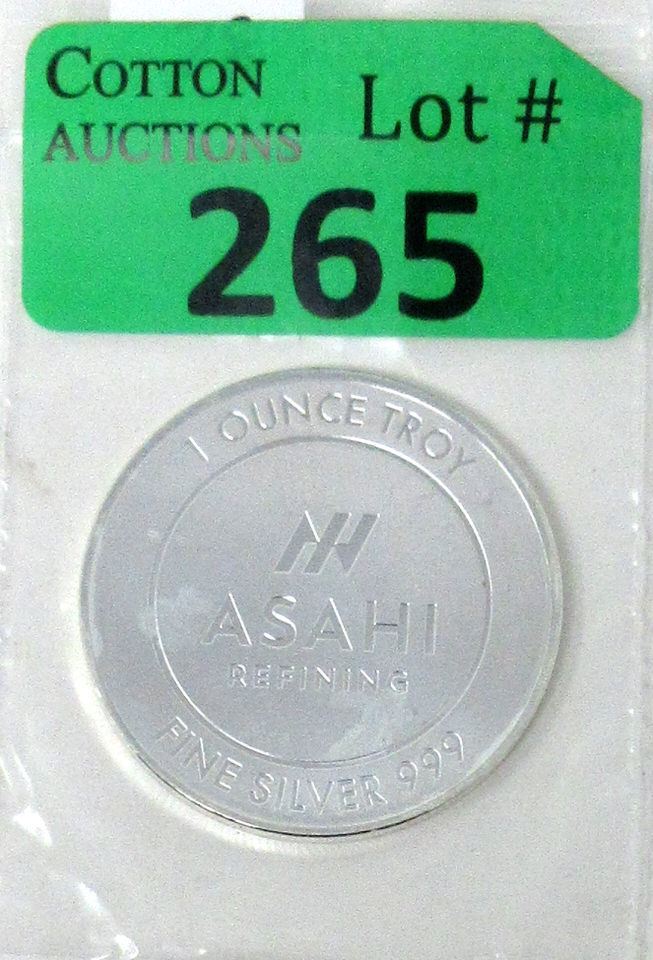 COTTON
AUCTIONS
Lot #
265
1 OUNCE TROY
ASAHI
REFINING
FINE SILVER 999